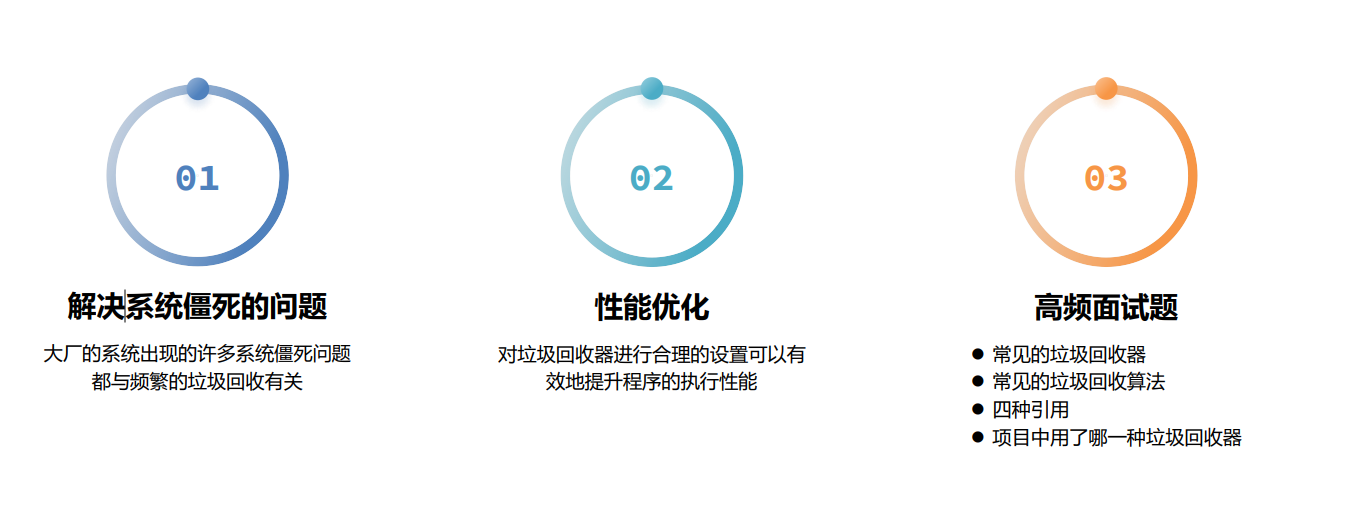 01
解决系统僵死的问题
大厂的系统出现的许多系统僵死问题
都与频繁的垃圾回收有关
02
性能优化
对垃圾回收器进行合理的设置可以有
效地提升程序的执行性能
03
高频面试题
● 常见的垃圾回收器
● 常见的垃圾回收算法
● 四种引用
● 项目中用了哪一种垃圾回收器